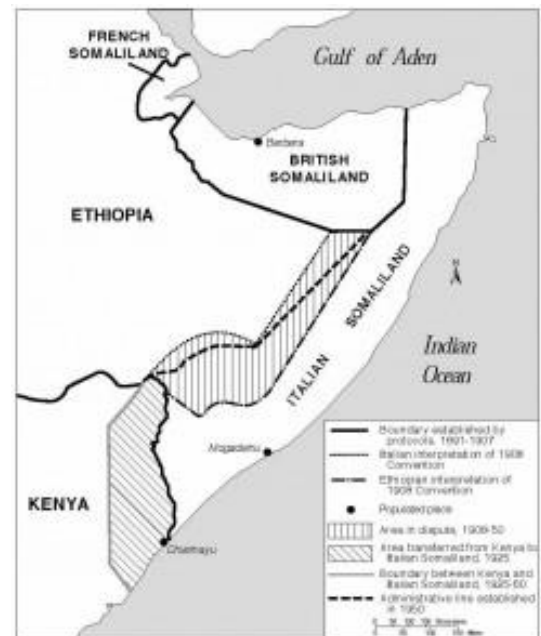 FRENCH
SOMALILAND
Gulf of Aden
Berbera
BRITISH
SOMALILAND
ETHIOPIA
ITALIAN SOMALILAND
N
Indian
Ocean
Mogadishu
KENYA
Chiamayu
Boundary established by
protocols, 1891-1907
Italian interpretation of 1908
Convention
Ethiopian interpretation of
1908 Convention
Populated place
Area in dispute, 1908-50
Area transferred from Kenya to
Italian Somaliland, 1925
Boundary between Kenya and
Italian Somaliland, 1925-60
Administrative line established
in 1950